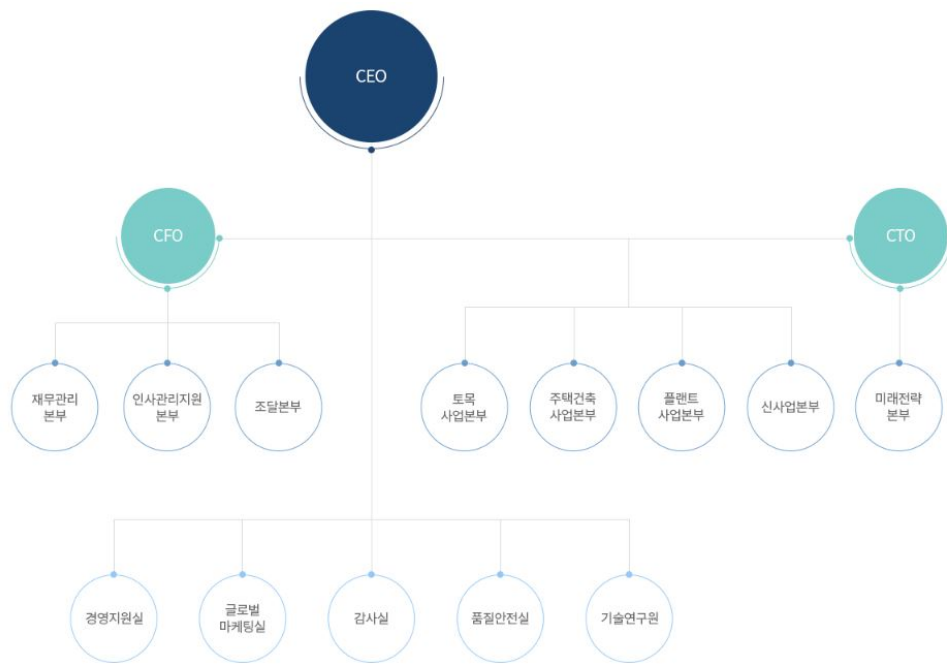 CEO
CFO
CTO
재무관리
본부
인사관리지원
본부
조달본부
토목
사업본부
주택건축
사업본부
플랜트
사업본부
신사업본부
미래전략
본부
경영지원실
글로벌
마케팅실
감사실
품질안전실
기술연구원